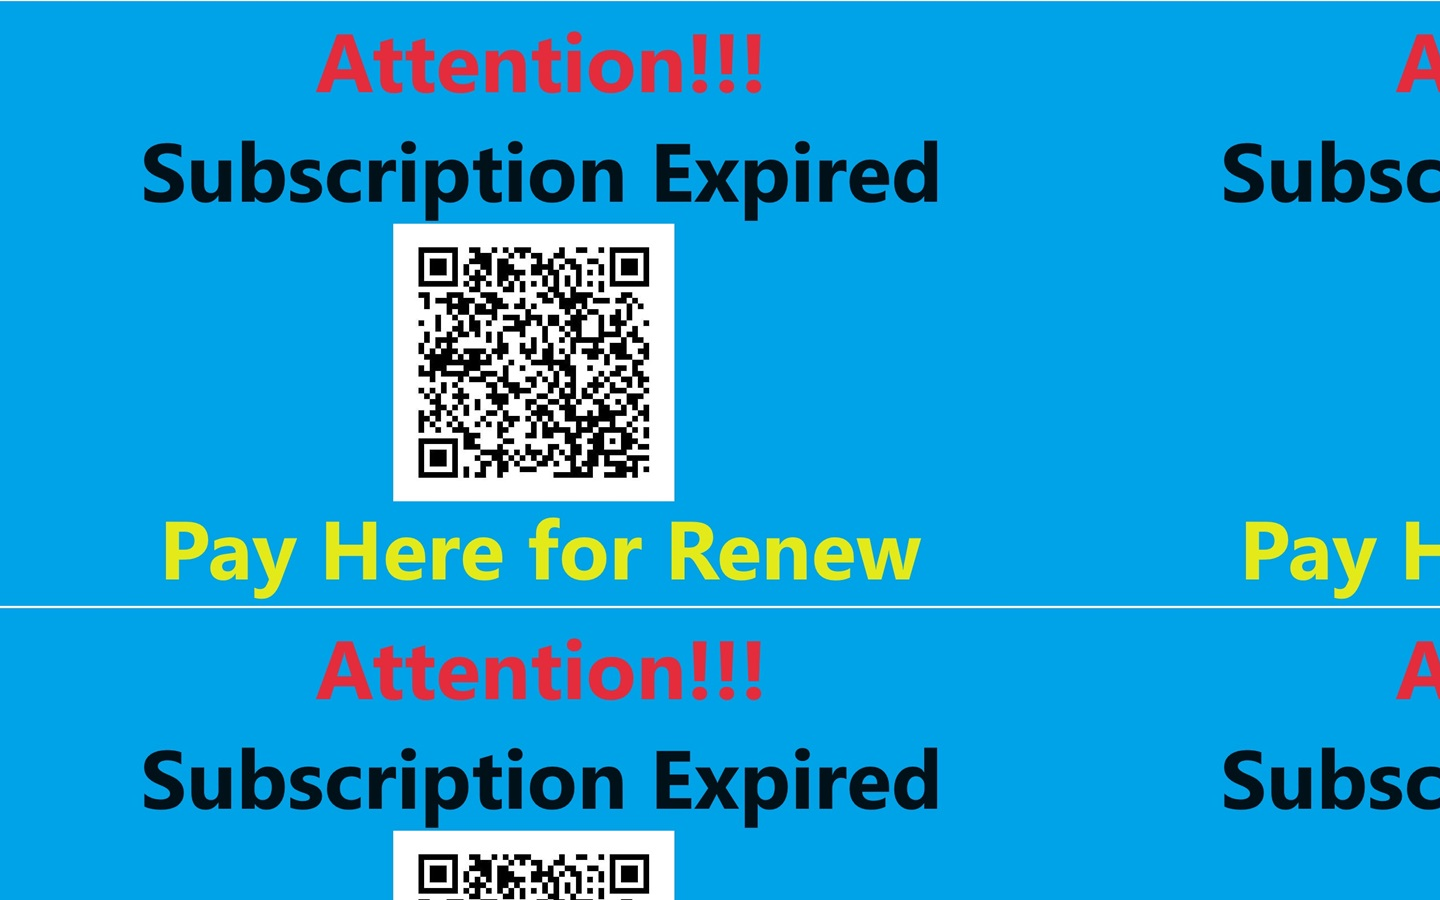 Attention!!!
Subscription Expired
Pay Here for Renew
A
Subsc
Pay H
Attention!!!
Subscription Expired
A
Subsc